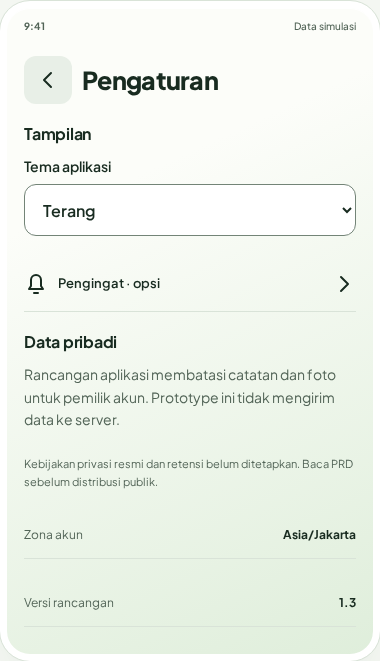 9:41 Data simulasi
Pengaturan
Tampilan
Tema aplikasi
Terang
Pengingat · opsi
Data pribadi
Rancangan aplikasi membatasi catatan dan foto
untuk pemilik akun. Prototype ini tidak mengirim
data ke server.
Kebijakan privasi resmi dan retensi belum ditetapkan. Baca PRD
sebelum distribusi publik.
Zona akun Asia/Jakarta
Versi rancangan 1.3